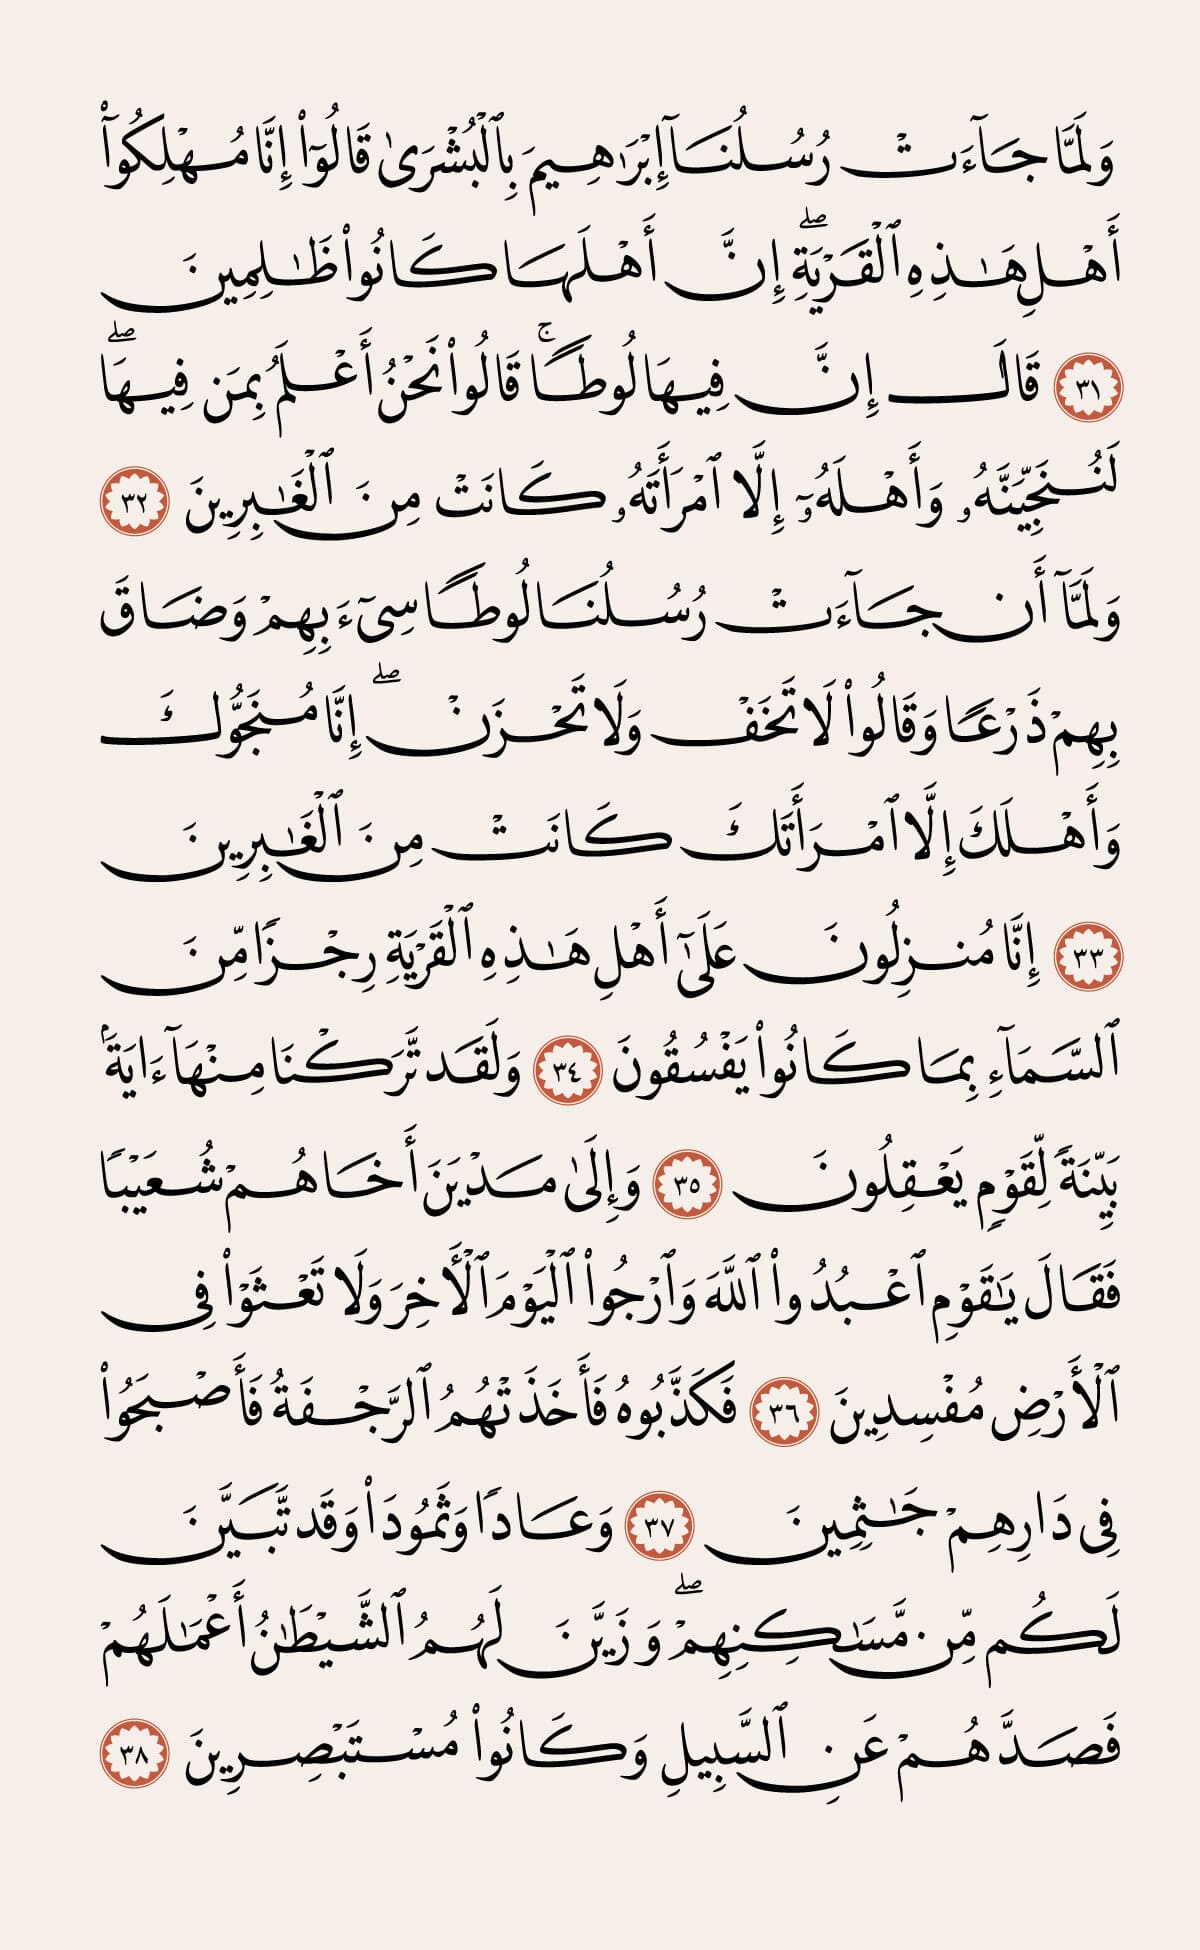 وَلَمَّا جَآءَتْ رُسُلُنَآ إِبْرَٰهِيمَ بِٱلْبُشْرَىٰ قَالُوٓا۟ إِنَّا مُهْلِكُوٓا۟
أَهْلِ هَـٰذِهِ ٱلْقَرْيَةِ ۖ إِنَّ أَهْلَهَا كَانُوا۟ ظَـٰلِمِينَ
٣١ قَالَ إِنَّ فِيهَا لُوطًا ۚ قَالُوا۟ نَحْنُ أَعْلَمُ بِمَن فِيهَا ۖ
لَنُنَجِّيَنَّهُۥ وَأَهْلَهُۥٓ إِلَّا ٱمْرَأَتَهُۥ كَانَتْ مِنَ ٱلْغَـٰبِرِينَ ٣٢
وَلَمَّآ أَن جَآءَتْ رُسُلُنَا لُوطًا سِىٓءَ بِهِمْ وَضَاقَ
بِهِمْ ذَرْعًا وَقَالُوا۟ لَا تَخَفْ وَلَا تَحْزَنْ ۖ إِنَّا مُنَجُّوكَ
وَأَهْلَكَ إِلَّا ٱمْرَأَتَكَ كَانَتْ مِنَ ٱلْغَـٰبِرِينَ
٣٣ إِنَّا مُنزِلُونَ عَلَىٰٓ أَهْلِ هَـٰذِهِ ٱلْقَرْيَةِ رِجْزًا مِّنَ
ٱلسَّمَآءِ بِمَا كَانُوا۟ يَفْسُقُونَ ٣٤ وَلَقَد تَّرَكْنَا مِنْهَآ ءَايَةًۢ
بَيِّنَةً لِّقَوْمٍ يَعْقِلُونَ ٣٥ وَإِلَىٰ مَدْيَنَ أَخَاهُمْ شُعَيْبًا
فَقَالَ يَـٰقَوْمِ ٱعْبُدُوا۟ ٱللَّهَ وَٱرْجُوا۟ ٱلْيَوْمَ ٱلْـَٔاخِرَ وَلَا تَعْثَوْا۟ فِى
ٱلْأَرْضِ مُفْسِدِينَ ٣٦ فَكَذَّبُوهُ فَأَخَذَتْهُمُ ٱلرَّجْفَةُ فَأَصْبَحُوا۟
فِى دَارِهِمْ جَـٰثِمِينَ ٣٧ وَعَادًا وَثَمُودَا۟ وَقَد تَّبَيَّنَ
لَكُم مِّن مَّسَـٰكِنِهِمْ ۖ وَزَيَّنَ لَهُمُ ٱلشَّيْطَـٰنُ أَعْمَـٰلَهُمْ
فَصَدَّهُمْ عَنِ ٱلسَّبِيلِ وَكَانُوا۟ مُسْتَبْصِرِينَ ٣٨